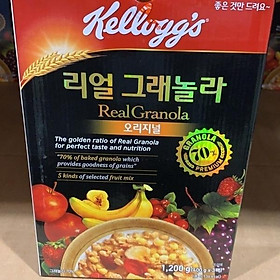 좋은 것만 드려요~
Kellogg's
리얼 그래놀라
Real Granola
오리지널
The golden ratio of Real Granola
for perfect taste and nutrition
"70% of baked granola which
provides goodness of grains"
5 kinds of selected fruit mix
GRANOLA
70%
PREMIUM
1,200 g